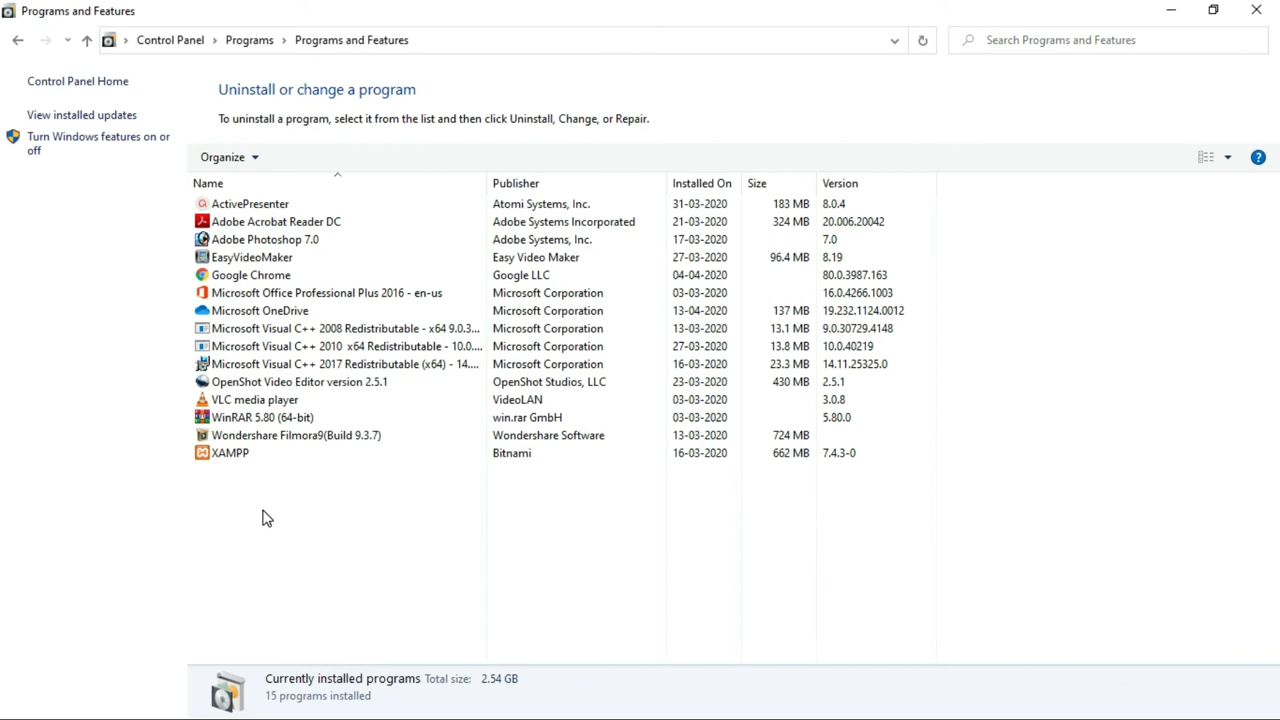 Programs and Features
Control Panel > Programs > Programs and Features
Search Programs and Features
Control Panel Home
View installed updates
Turn Windows features on or
off
Uninstall or change a program
To uninstall a program, select it from the list and then click Uninstall, Change, or Repair.
Organize
Name Publisher Installed On Size Version
ActivePresenter Atomi Systems, Inc. 31-03-2020 183 MB 8.0.4
Adobe Acrobat Reader DC Adobe Systems Incorporated 21-03-2020 324 MB 20.006.20042
Adobe Photoshop 7.0 Adobe Systems, Inc. 17-03-2020 7.0
EasyVideoMaker Easy Video Maker 27-03-2020 96.4 MB 8.19
Google Chrome Google LLC 04-04-2020 80.0.3987.163
Microsoft Office Professional Plus 2016 - en-us Microsoft Corporation 03-03-2020 16.0.4266.1003
Microsoft OneDrive Microsoft Corporation 13-04-2020 137 MB 19.232.1124.0012
Microsoft Visual C++ 2008 Redistributable - x64 9.0.3... Microsoft Corporation 13-03-2020 13.1 MB 9.0.30729.4148
Microsoft Visual C++ 2010  x64 Redistributable - 10.0.... Microsoft Corporation 27-03-2020 13.8 MB 10.0.40219
Microsoft Visual C++ 2017 Redistributable (x64) - 14.... Microsoft Corporation 16-03-2020 23.3 MB 14.11.25325.0
OpenShot Video Editor version 2.5.1 OpenShot Studios, LLC 23-03-2020 430 MB 2.5.1
VLC media player VideoLAN 03-03-2020 3.0.8
WinRAR 5.80 (64-bit) win.rar GmbH 03-03-2020 5.80.0
Wondershare Filmora9(Build 9.3.7) Wondershare Software 13-03-2020 724 MB
XAMPP Bitnami 16-03-2020 662 MB 7.4.3-0
Currently installed programs Total size: 2.54 GB
15 programs installed